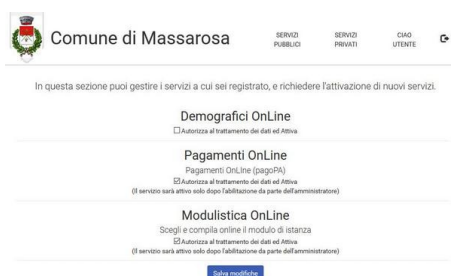 Comune di Massarosa
SERVIZI
PUBBLICI
SERVIZI
PRIVATI
CIAO
UTENTE
In questa sezione puoi gestire i servizi a cui sei registrato, e richiedere l'attivazione di nuovi servizi.
Demografici OnLine
Autorizza al trattamento dei dati ed Attiva
Pagamenti OnLine
Pagamenti OnLine (pagoPA)
Autorizza al trattamento dei dati ed Attiva
(Il servizio sarà attivo solo dopo l'abilitazione da parte dell'amministratore)
Modulistica OnLine
Scegli e compila online il modulo di istanza
Autorizza al trattamento dei dati ed Attiva
(Il servizio sarà attivo solo dopo l'abilitazione da parte dell'amministratore)
Salva modifiche